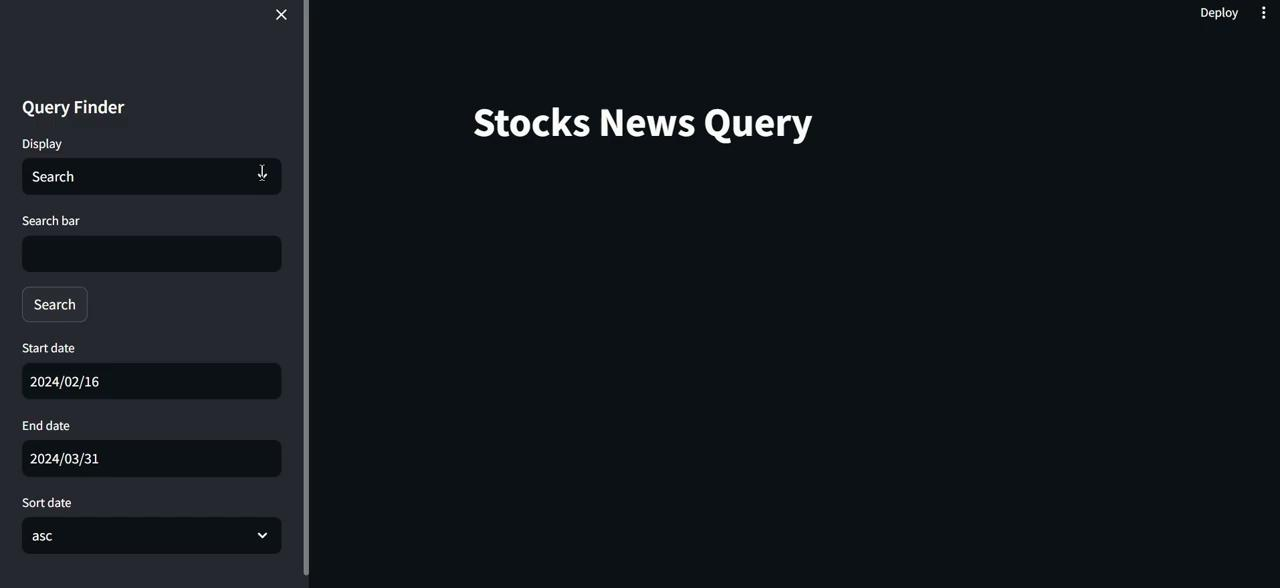 Deploy
Query Finder
Display
Search
Search bar
Search
Start date
2024/02/16
End date
2024/03/31
Sort date
asc
Stocks News Query